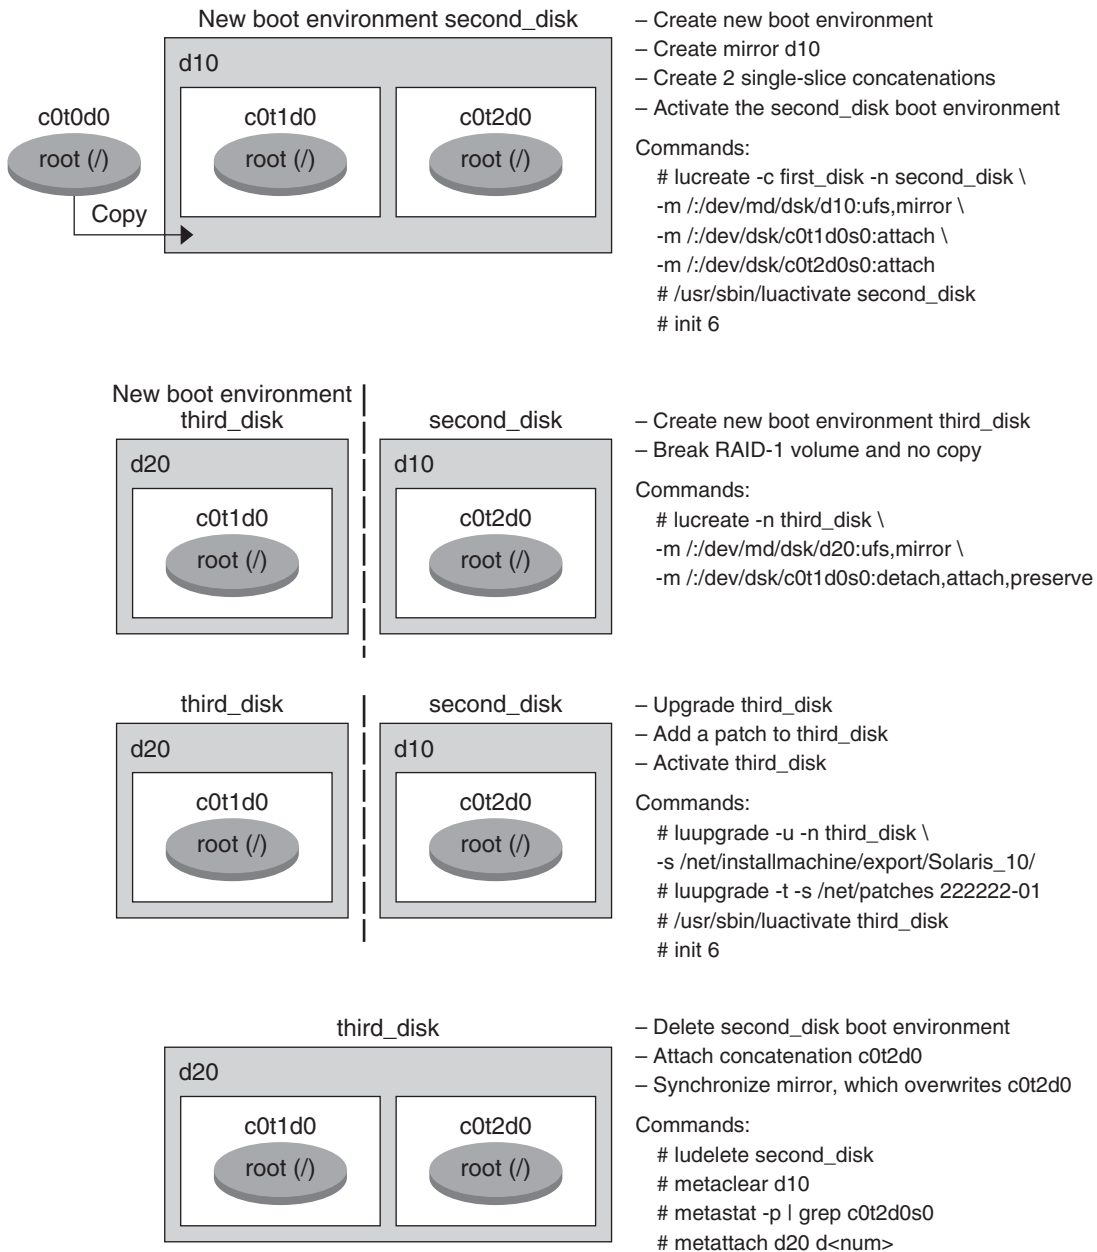 New boot environment second_disk
d10
c0t0d0
root (/)
Copy
c0t1d0
root (/)
c0t2d0
root (/)
– Create new boot environment
– Create mirror d10
– Create 2 single-slice concatenations
– Activate the second_disk boot environment
Commands:
# lucreate -c first_disk -n second_disk \
-m /:/dev/md/dsk/d10:ufs,mirror \
-m /:/dev/dsk/c0t1d0s0:attach \
-m /:/dev/dsk/c0t2d0s0:attach
# /usr/sbin/luactivate second_disk
# init 6
New boot environment
third_disk
d20
c0t1d0
root (/)
second_disk
d10
c0t2d0
root (/)
– Create new boot environment third_disk
– Break RAID-1 volume and no copy
Commands:
# lucreate -n third_disk \
-m /:/dev/md/dsk/d20:ufs,mirror \
-m /:/dev/dsk/c0t1d0s0:detach,attach,preserve
third_disk
d20
c0t1d0
root (/)
second_disk
d10
c0t2d0
root (/)
– Upgrade third_disk
– Add a patch to third_disk
– Activate third_disk
Commands:
# luupgrade -u -n third_disk \
-s /net/installmachine/export/Solaris_10/
# luupgrade -t -s /net/patches 222222-01
# /usr/sbin/luactivate third_disk
# init 6
third_disk
d20
c0t1d0
root (/)
c0t2d0
root (/)
– Delete second_disk boot environment
– Attach concatenation c0t2d0
– Synchronize mirror, which overwrites c0t2d0
Commands:
# ludelete second_disk
# metaclear d10
# metastat -p | grep c0t2d0s0
# metattach d20 d<num>